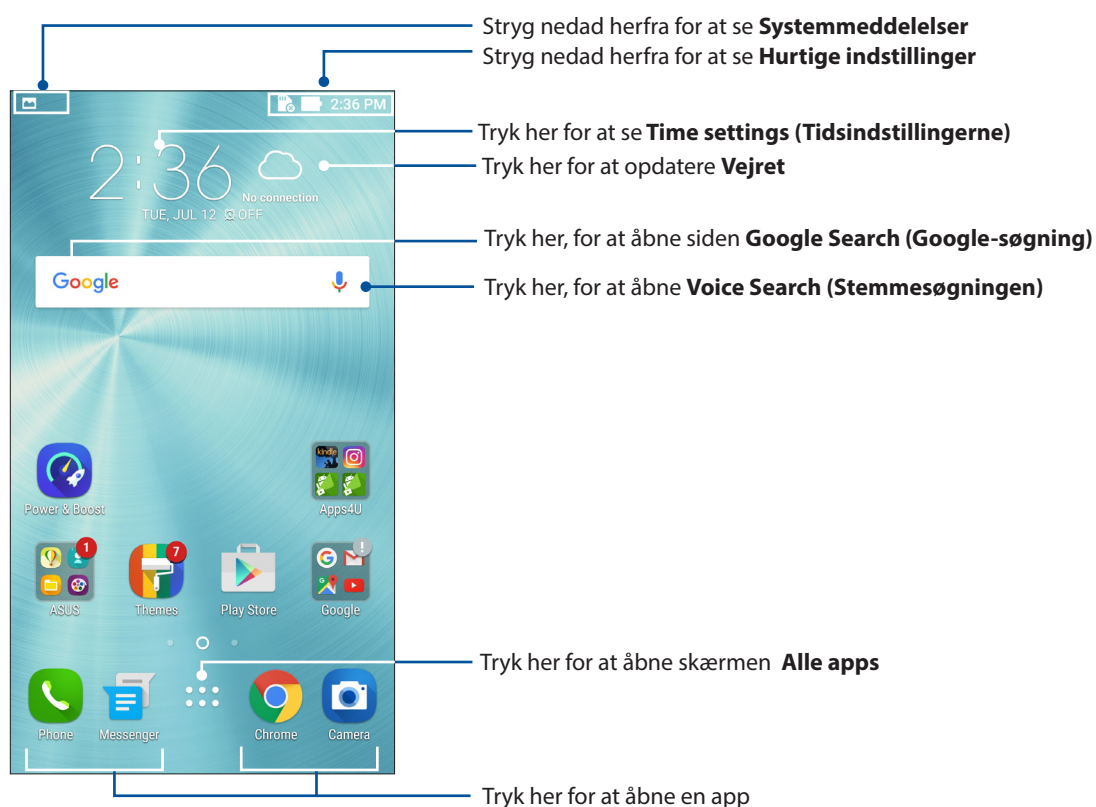 Stryg nedad herfra for at se Systemmeddelelser
Stryg nedad herfra for at se Hurtige indstillinger
2:36 PM
Tryk her for at se Time settings (Tidsindstillingerne)
2:36
Tryk her for at opdatere Vejret
No connection
TUE, JUL 12 OFF
Tryk her, for at åbne siden Google Search (Google-søgning)
Google
Tryk her, for at åbne Voice Search (Stemmesøgningen)
kindle
Power & Boost
Apps4U
1
7
!
G
G
ASUS
Themes
Play Store
Google
Tryk her for at åbne skærmen Alle apps
Phone
Messenger
Chrome
Camera
Tryk her for at åbne en app